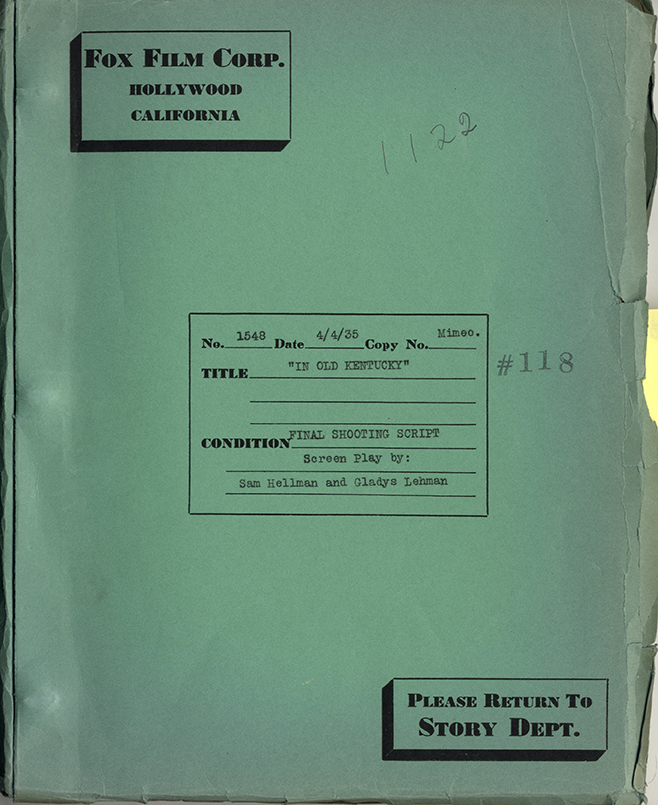 FOX FILM CORP.
HOLLYWOOD
CALIFORNIA
1122
No. 1548 Date 4/4/35 Copy No. Mimeo.
TITLE "IN OLD KENTUCKY"
#118
CONDITION FINAL SHOOTING SCRIPT
Screen Play by:
Sam Hellman and Gladys Lehman
PLEASE RETURN TO
STORY DEPT.